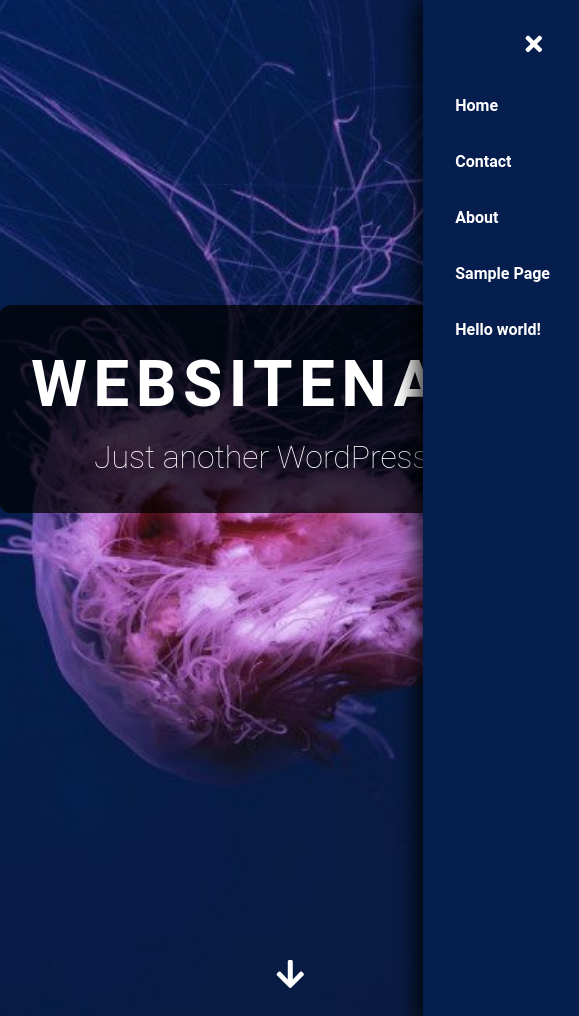 Home
Contact
About
Sample Page
Hello world!
WEBSITENA
Just another WordPress